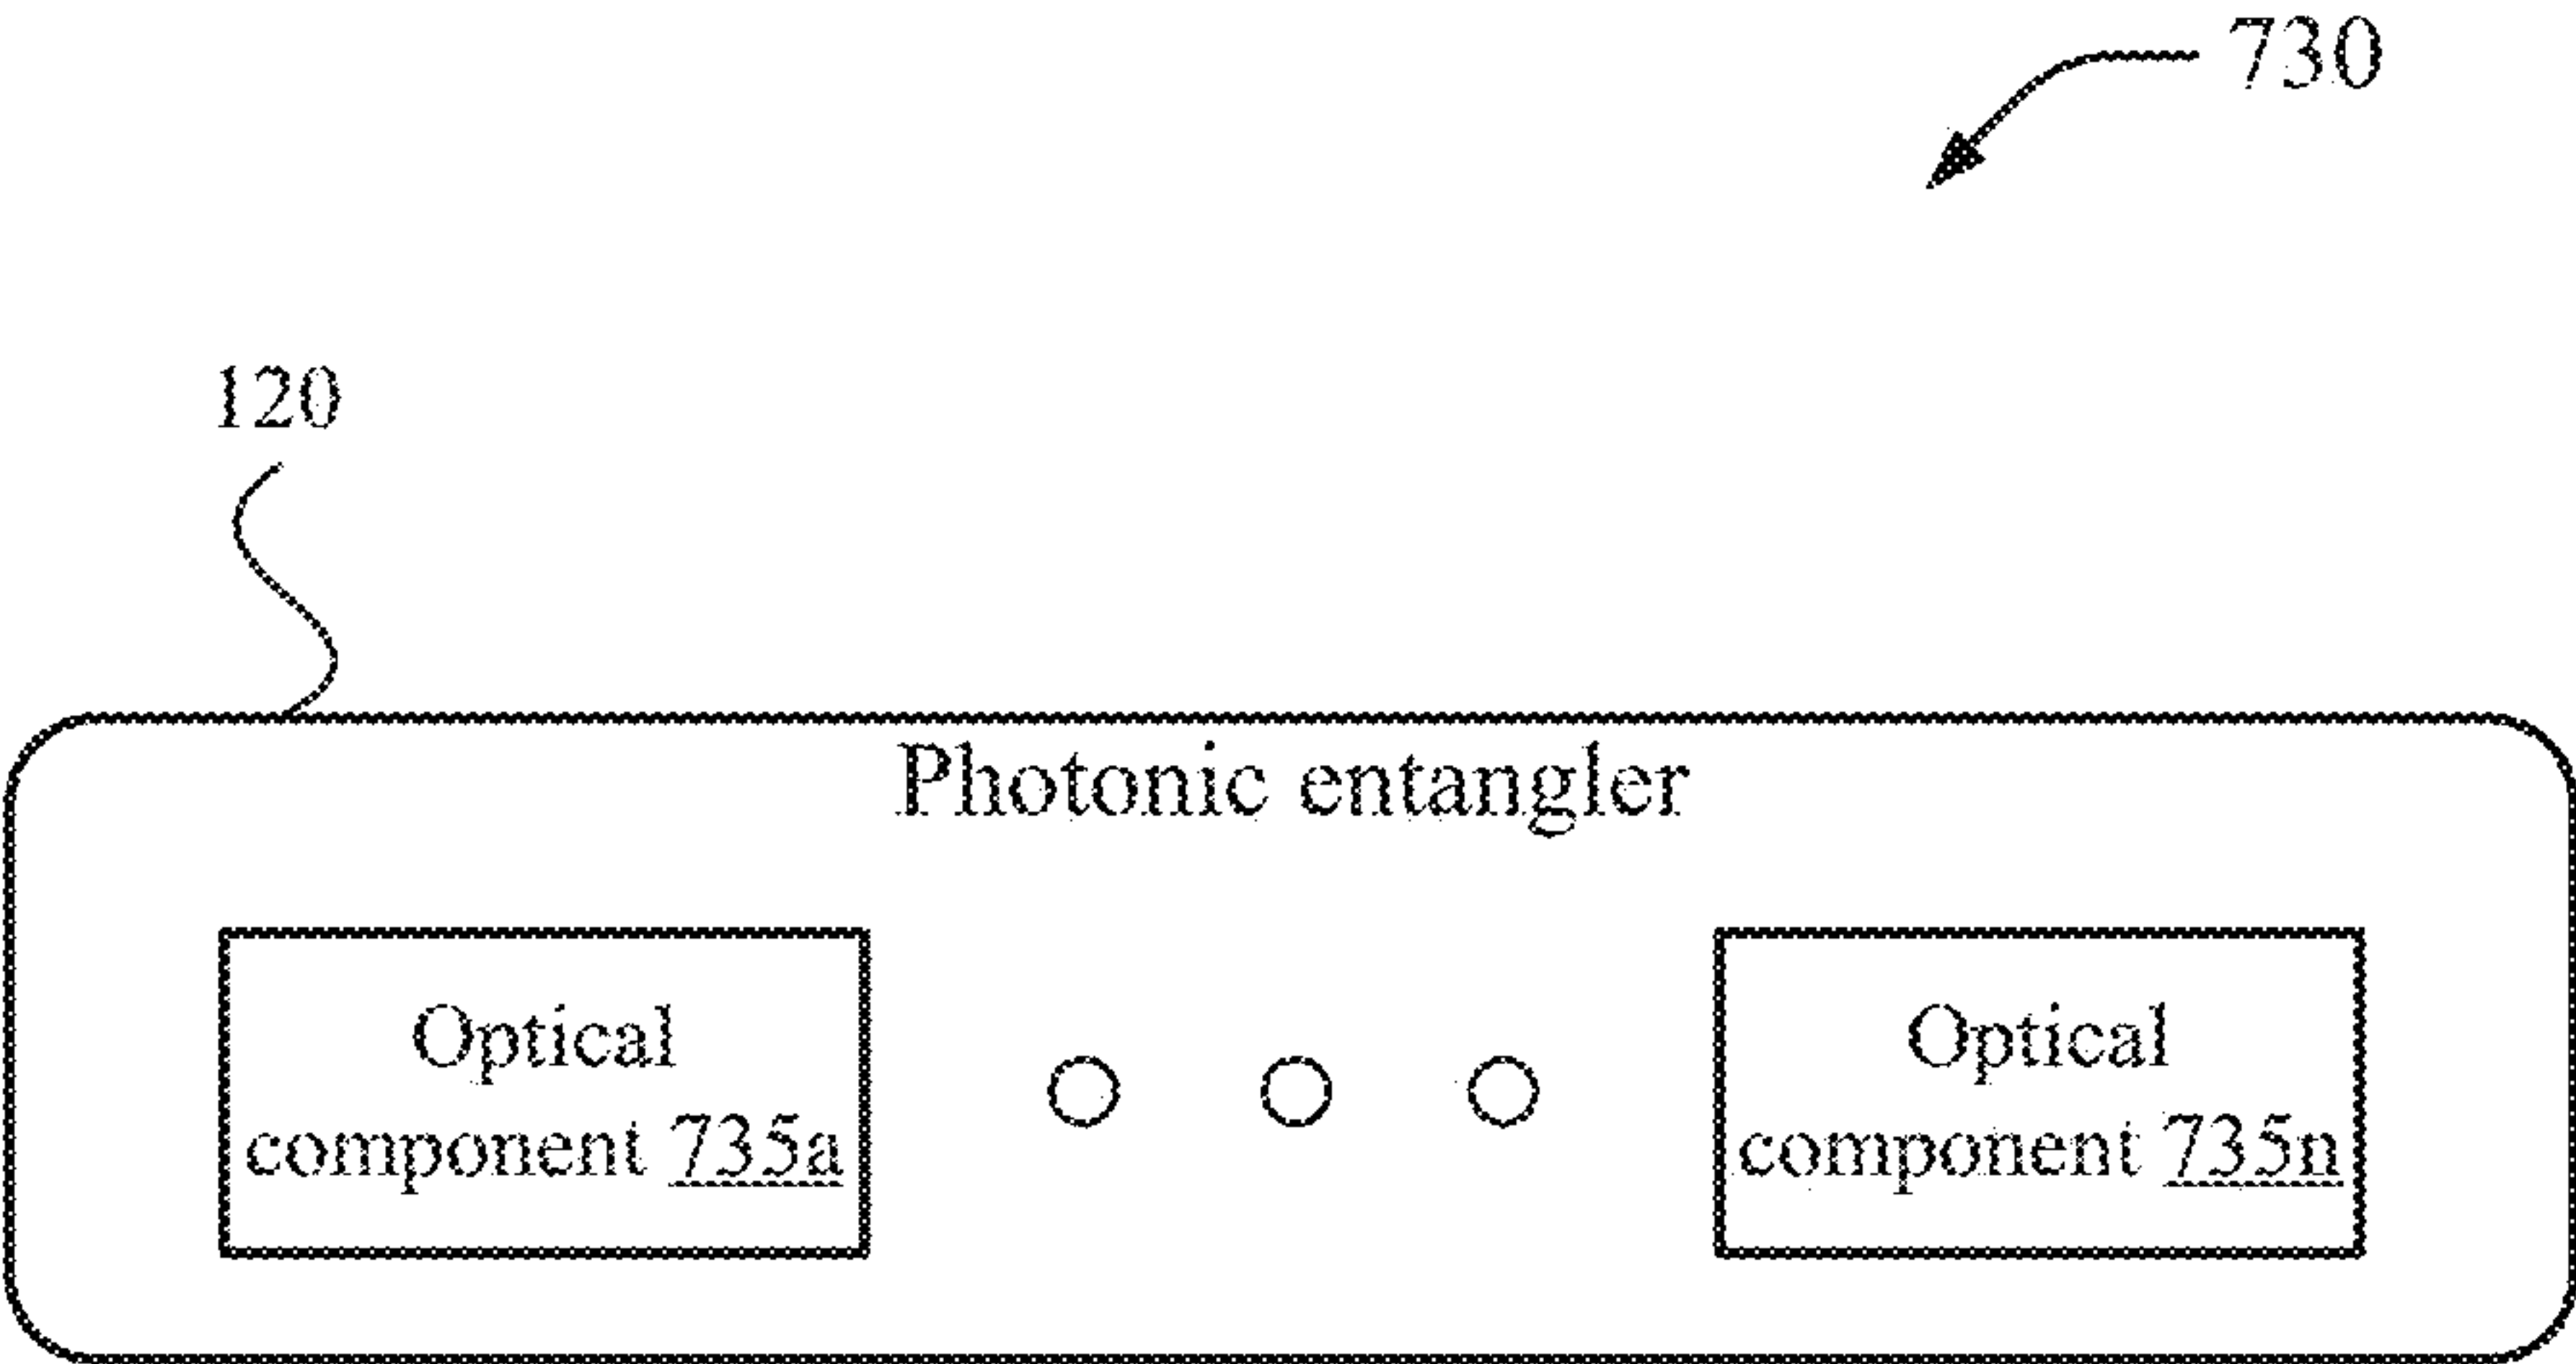 730
120
Photonic entangler
Optical
component 735a
Optical
component 735n